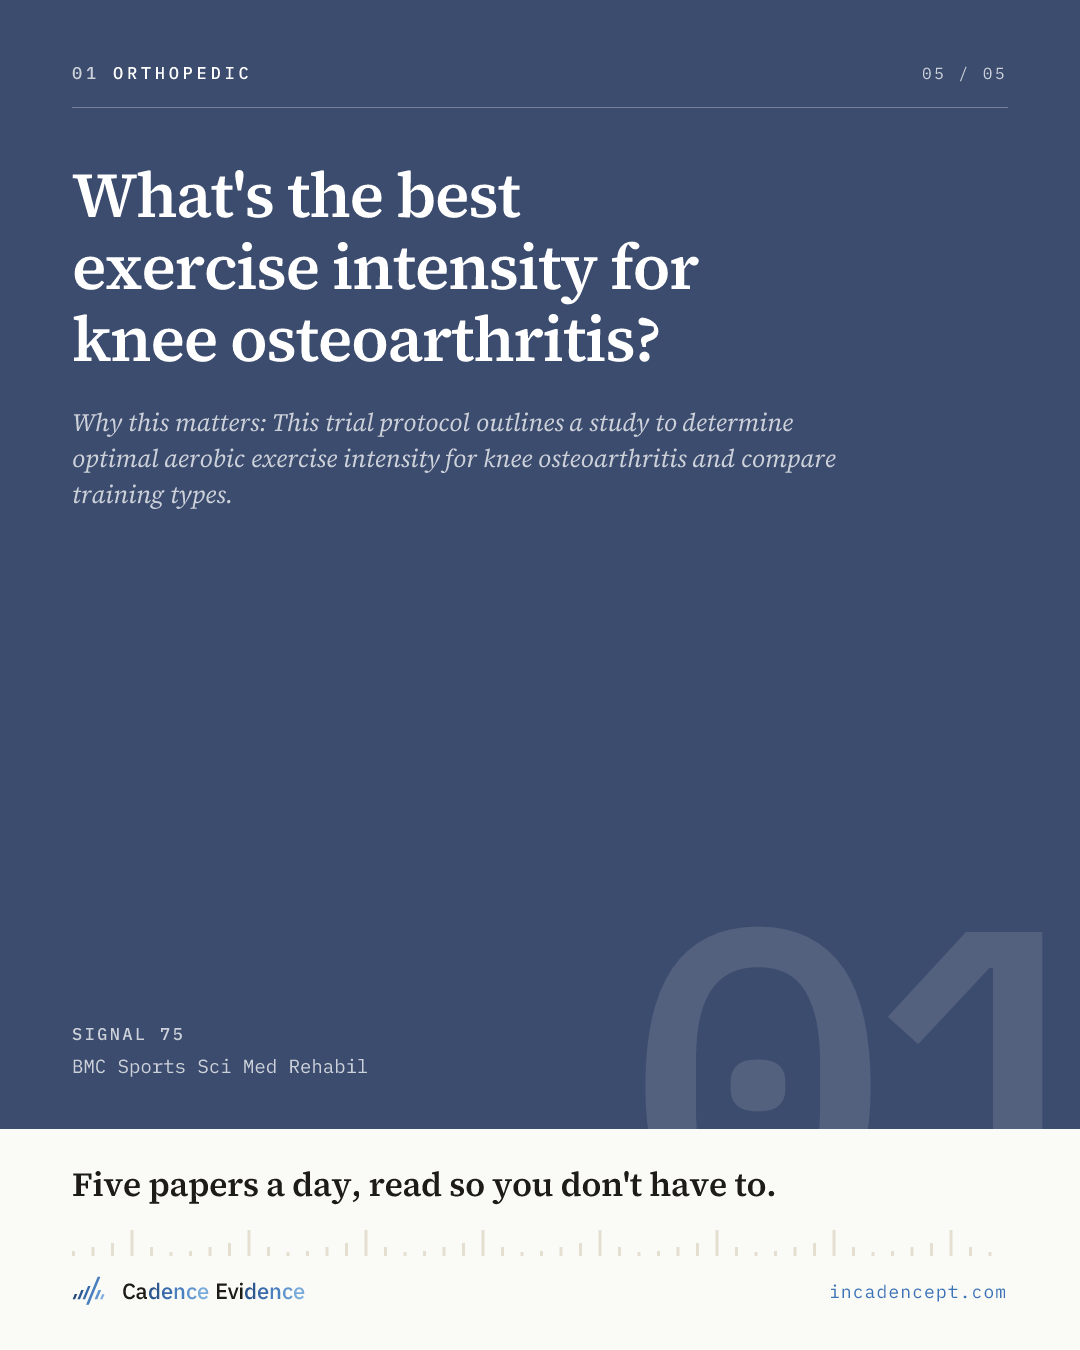 01 ORTHOPEDIC
05 / 05
What's the best
exercise intensity for
knee osteoarthritis?
Why this matters: This trial protocol outlines a study to determine
optimal aerobic exercise intensity for knee osteoarthritis and compare
training types.
01
SIGNAL 75
BMC Sports Sci Med Rehabil
Five papers a day, read so you don't have to.
Cadence Evidence
incadencept.com